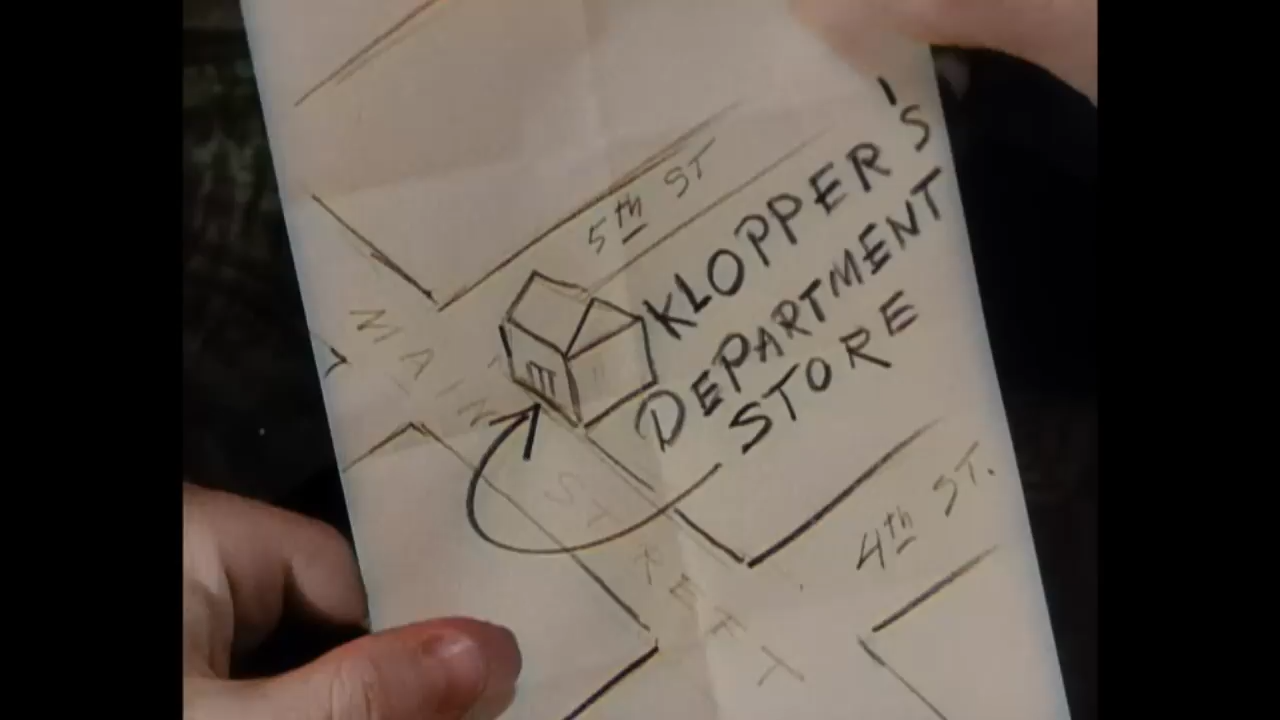 5th ST
KLOPPER'S
DEPARTMENT
STORE
MAIN STREET
4th ST.